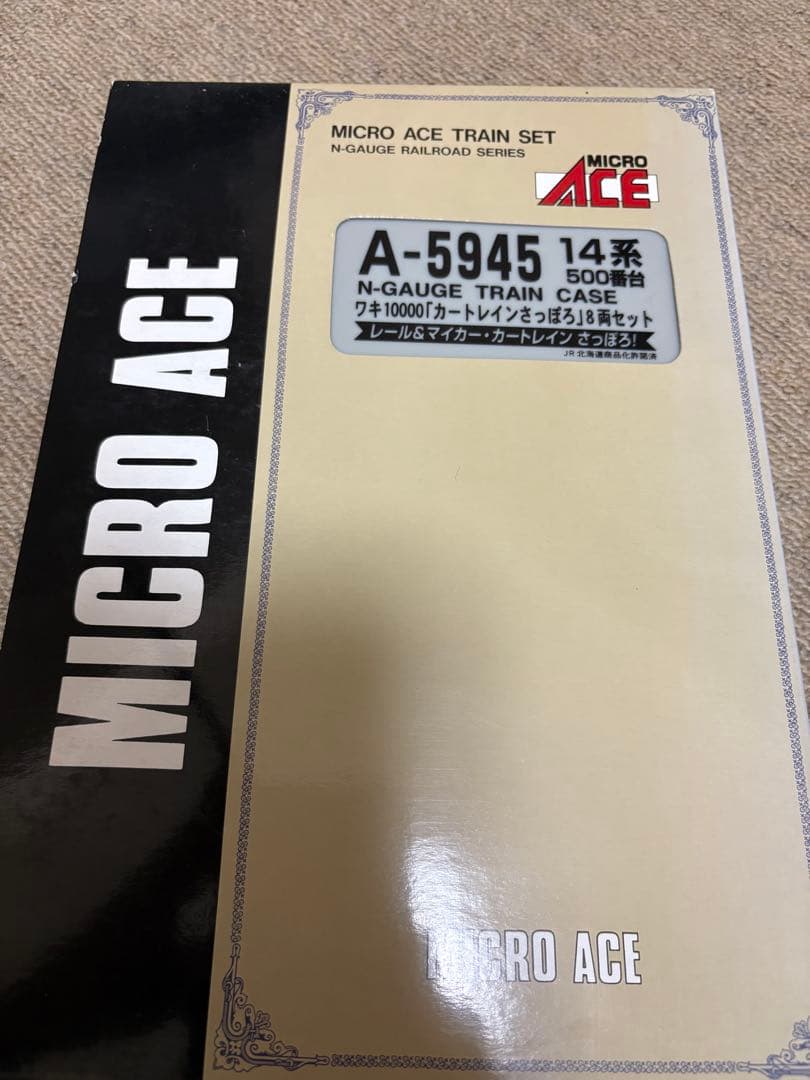 MICRO ACE
MICRO ACE TRAIN SET
N-GAUGE RAILROAD SERIES
MICRO
ACE
A-5945 14系
500番台
N-GAUGE TRAIN CASE
ワキ10000「カートレインさっぽろ」8両セット
レール&マイカー・カートレイン さっぽろ!
JR北海道商品化許諾済
MICRO ACE